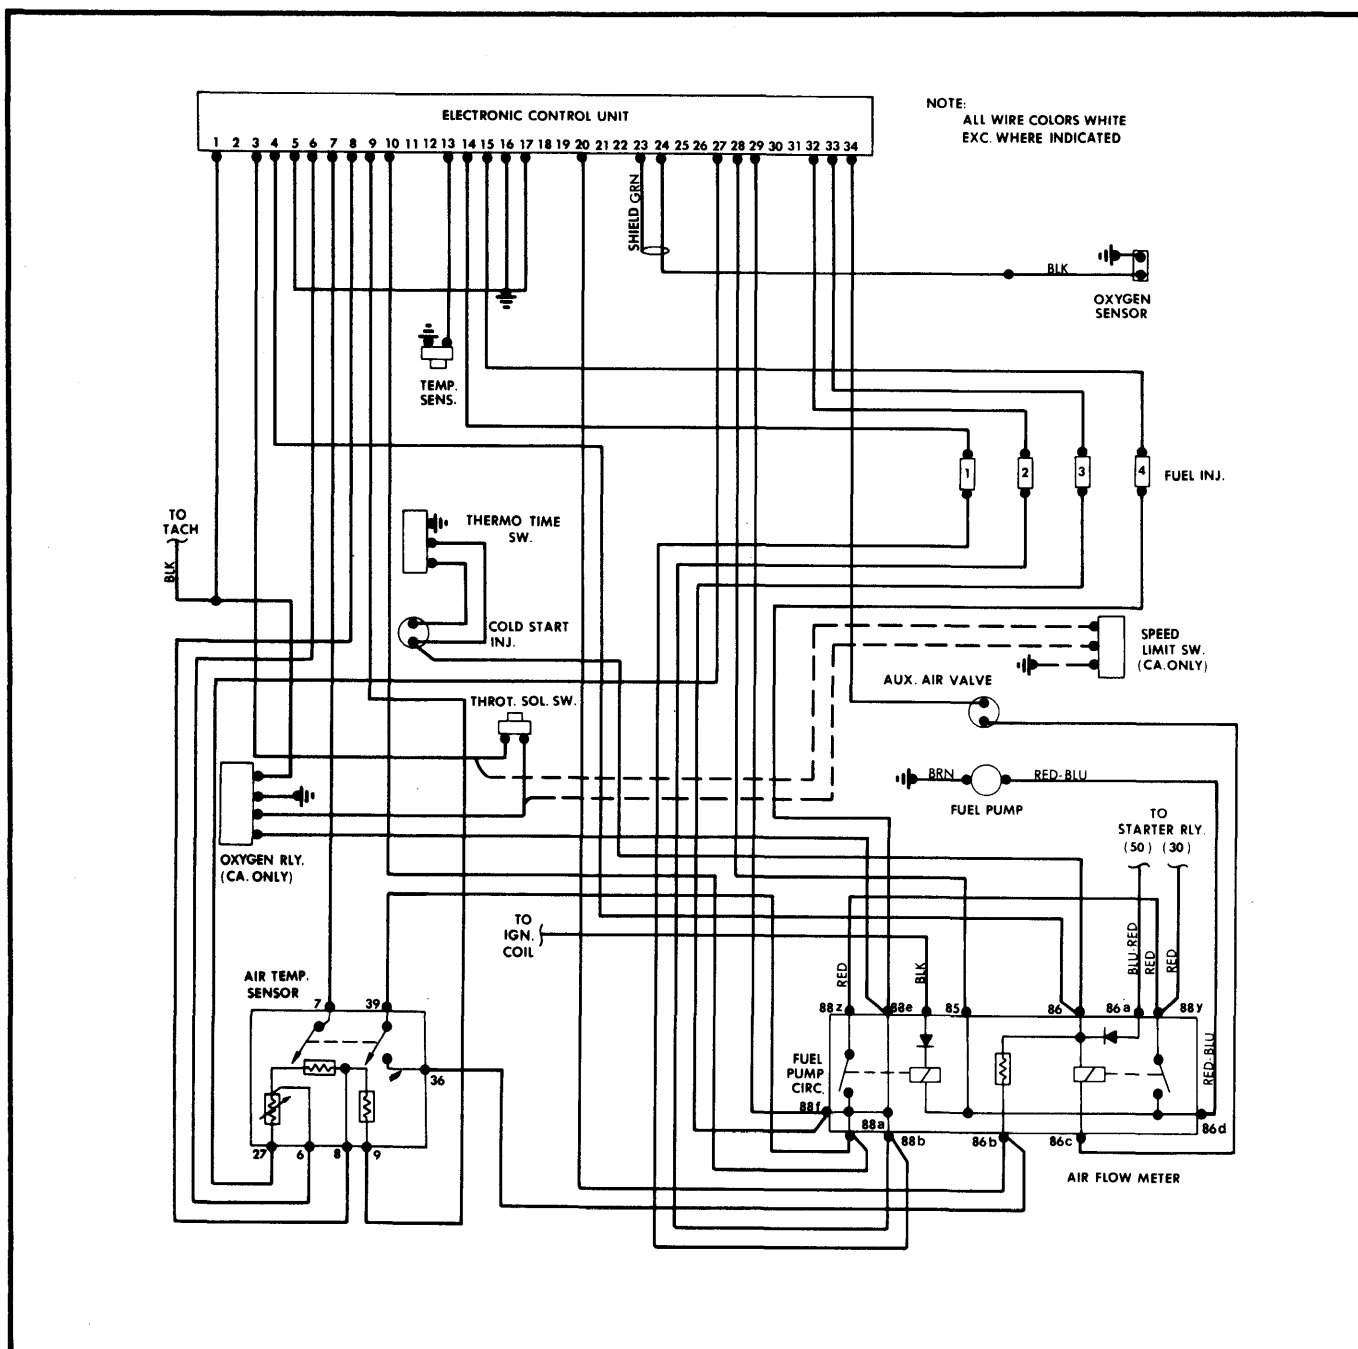 ELECTRONIC CONTROL UNIT
1 2 3 4 5 6 7 8 9 10 11 12 13 14 15 16 17 18 19 20 21 22 23 24 25 26 27 28 29 30 31 32 33 34
NOTE:
ALL WIRE COLORS WHITE
EXC. WHERE INDICATED
SHIELD GRN
BLK
OXYGEN
SENSOR
TEMP.
SENS.
1 2 3 4
FUEL INJ.
TO
TACH
BLK
THERMO TIME
SW.
COLD START
INJ.
SPEED
LIMIT SW.
(CA.ONLY)
AUX. AIR VALVE
THROT. SOL. SW.
BRN
RED-BLU
FUEL PUMP
OXYGEN RLY.
(CA. ONLY)
TO
STARTER RLY.
(50) (30)
TO
IGN.
COIL
RED
BLK
BLU-RED
RED
RED
AIR TEMP.
SENSOR
7 39
36
27 6 8 9
88z 88e 85 86 86a 88y
FUEL
PUMP
CIRC.
RED-BLU
88f
88a
88b 86b 86c 86d
AIR FLOW METER